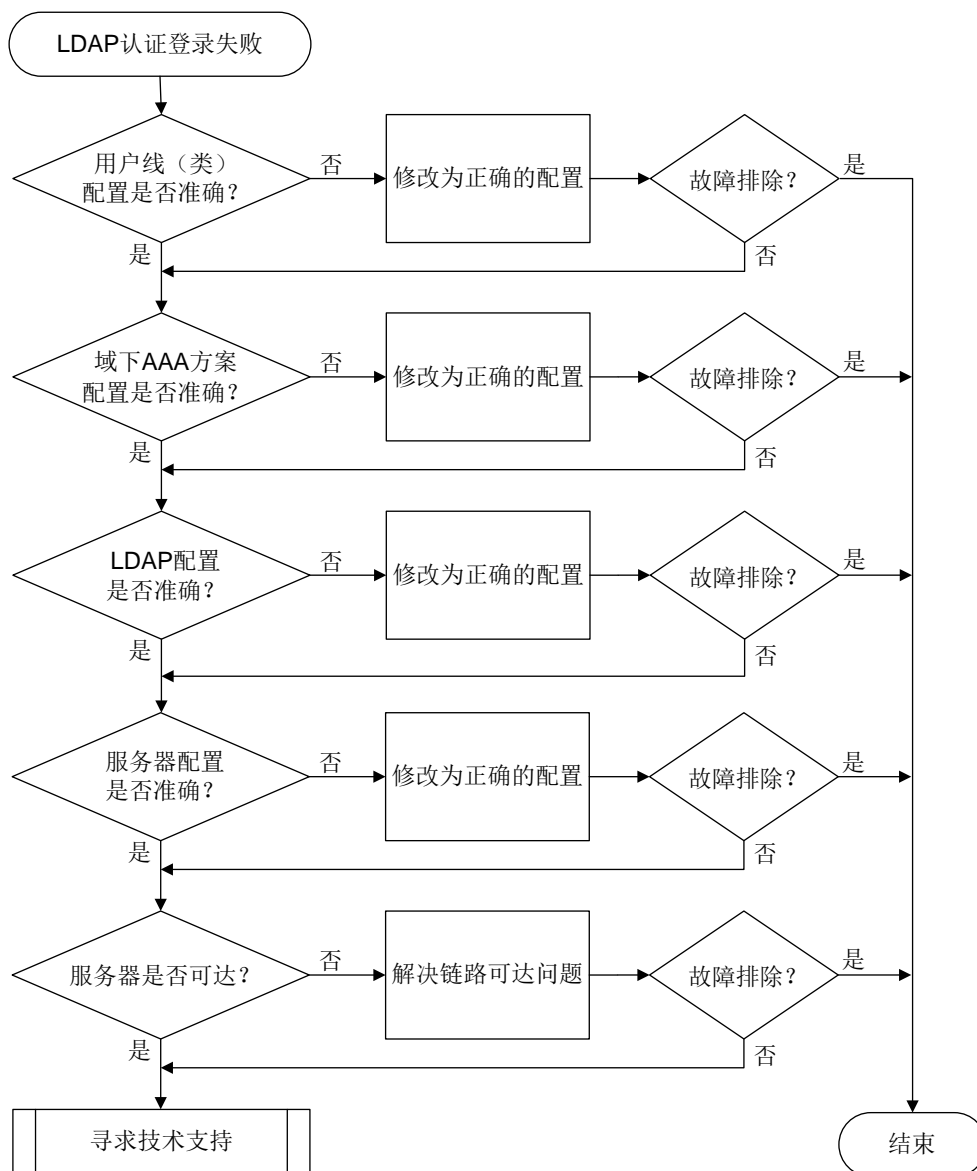 LDAP认证登录失败
用户线（类）
配置是否准确？
否
修改为正确的配置
故障排除？
是
是
否
域下AAA方案
配置是否准确？
否
修改为正确的配置
故障排除？
是
是
否
LDAP配置
是否准确？
否
修改为正确的配置
故障排除？
是
是
否
服务器配置
是否准确？
否
修改为正确的配置
故障排除？
是
是
否
服务器是否可达？
否
解决链路可达问题
故障排除？
是
是
否
寻求技术支持
结束